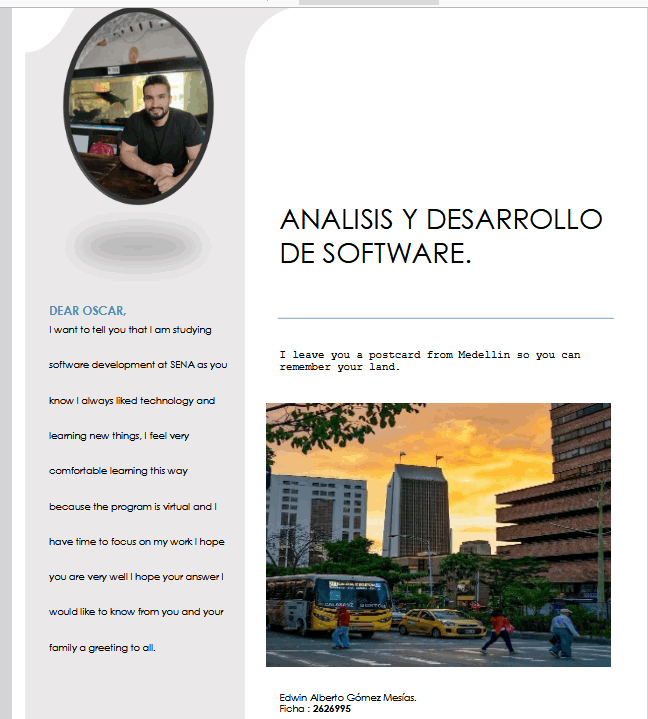 DEAR OSCAR,
I want to tell you that I am studying
software development at SENA as you
know I always liked technology and
learning new things, I feel very
comfortable learning this way
because the program is virtual and I
have time to focus on my work I hope
you are very well I hope your answer I
would like to know from you and your
family a greeting to all.
ANALISIS Y DESARROLLO
DE SOFTWARE.
I leave you a postcard from Medellin so you can
remember your land.
Edwin Alberto Gómez Mesías.
Ficha : 2626995